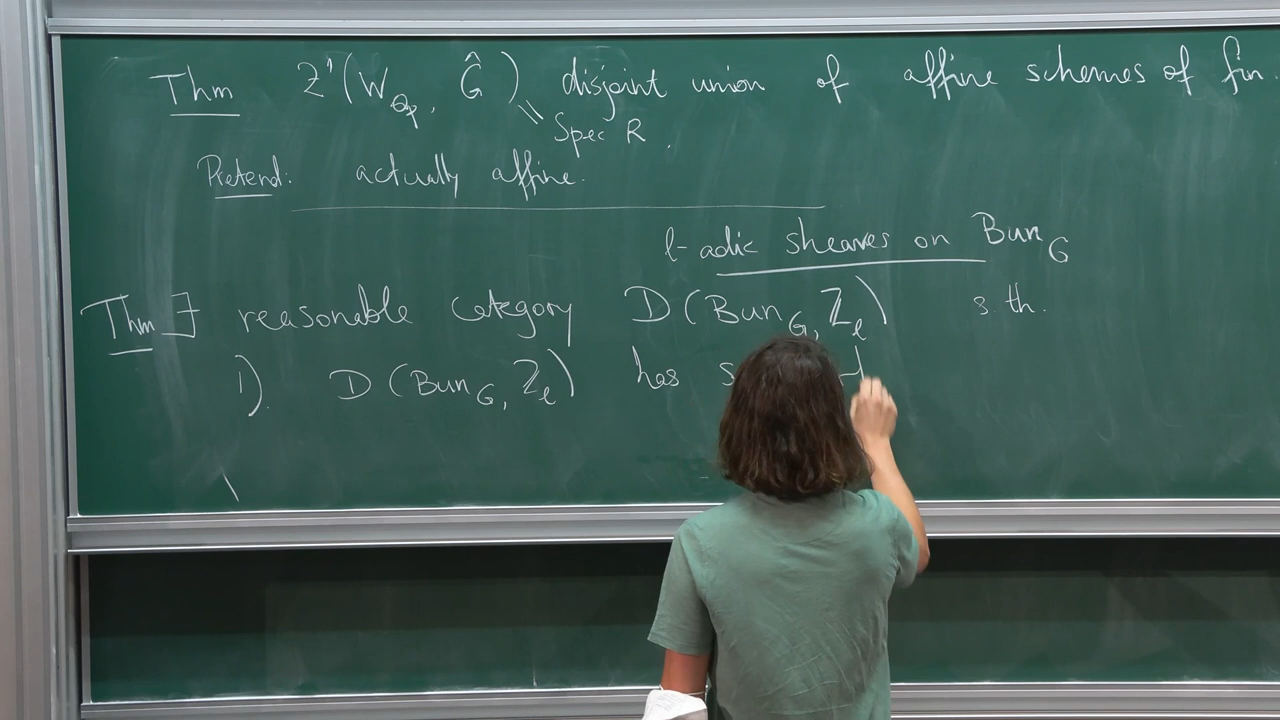 Thm Z¹(W_ℚp, Ĝ) disjoint union of affine schemes of fin.
= Spec R.
Pretend: actually affine.
l-adic sheaves on Bun_G
Thm ∃ reasonable category D(Bun_G, ℤ_ℓ) s.th.
1). D(Bun_G, ℤ_ℓ) has